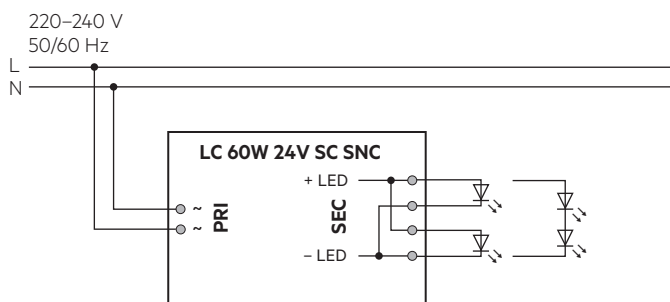 220–240 V
50/60 Hz
L
N
LC 60W 24V SC SNC
+ LED
~
PRI
SEC
~
– LED